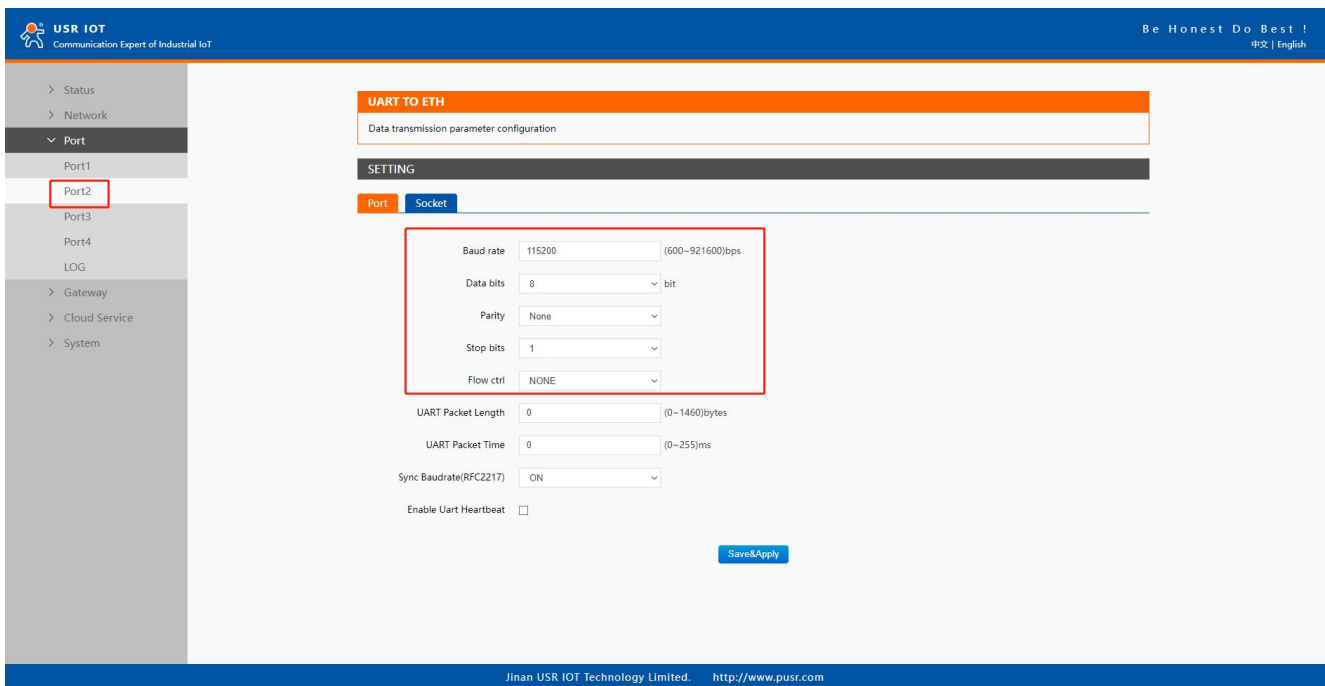 USR IOT
Communication Expert of Industrial IoT
Be Honest Do Best !
中文 | English
Status
Network
Port
Port1
Port2
Port3
Port4
LOG
Gateway
Cloud Service
System
UART TO ETH
Data transmission parameter configuration
SETTING
Port Socket
Baud rate 115200 (600~921600)bps
Data bits 8 bit
Parity None
Stop bits 1
Flow ctrl NONE
UART Packet Length 0 (0~1460)bytes
UART Packet Time 0 (0~255)ms
Sync Baudrate(RFC2217) ON
Enable Uart Heartbeat
Save&Apply
Jinan USR IOT Technology Limited. http://www.pusr.com